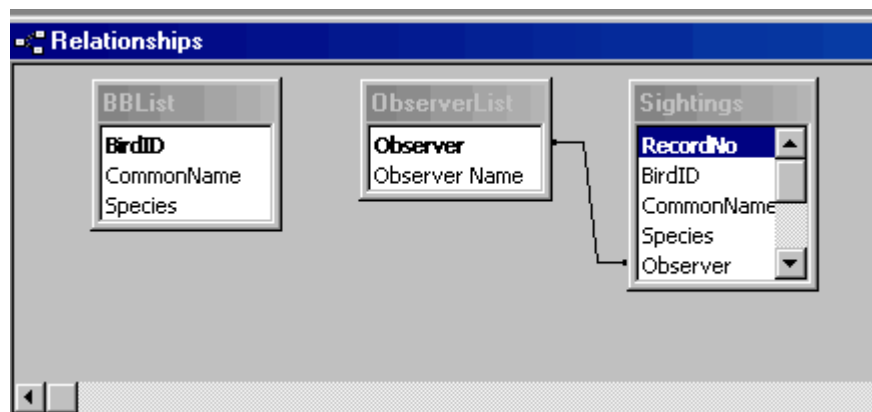 Relationships
BBList
BirdID
CommonName
Species
ObserverList
Observer
Observer Name
Sightings
RecordNo
BirdID
CommonName
Species
Observer